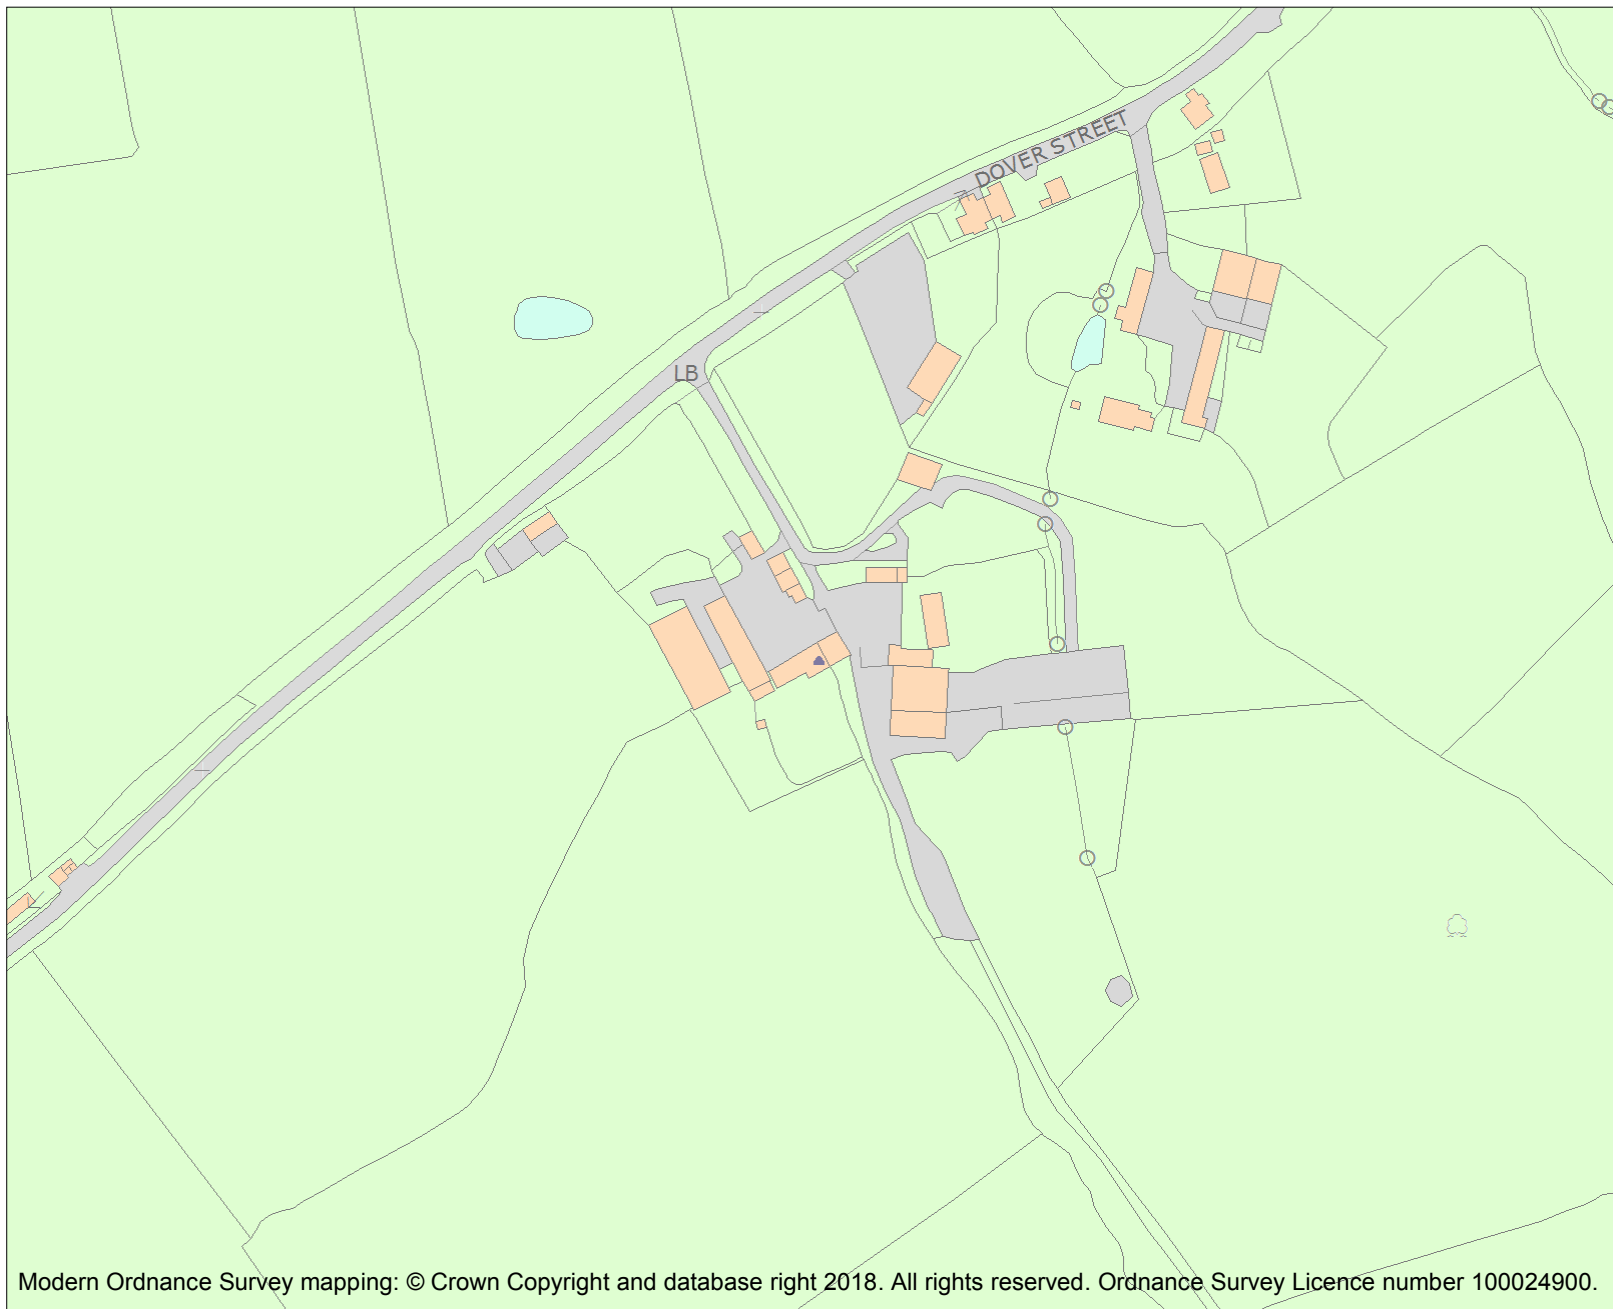 DOVER STREET
LB
Modern Ordnance Survey mapping: © Crown Copyright and database right 2018. All rights reserved. Ordnance Survey Licence number 100024900.